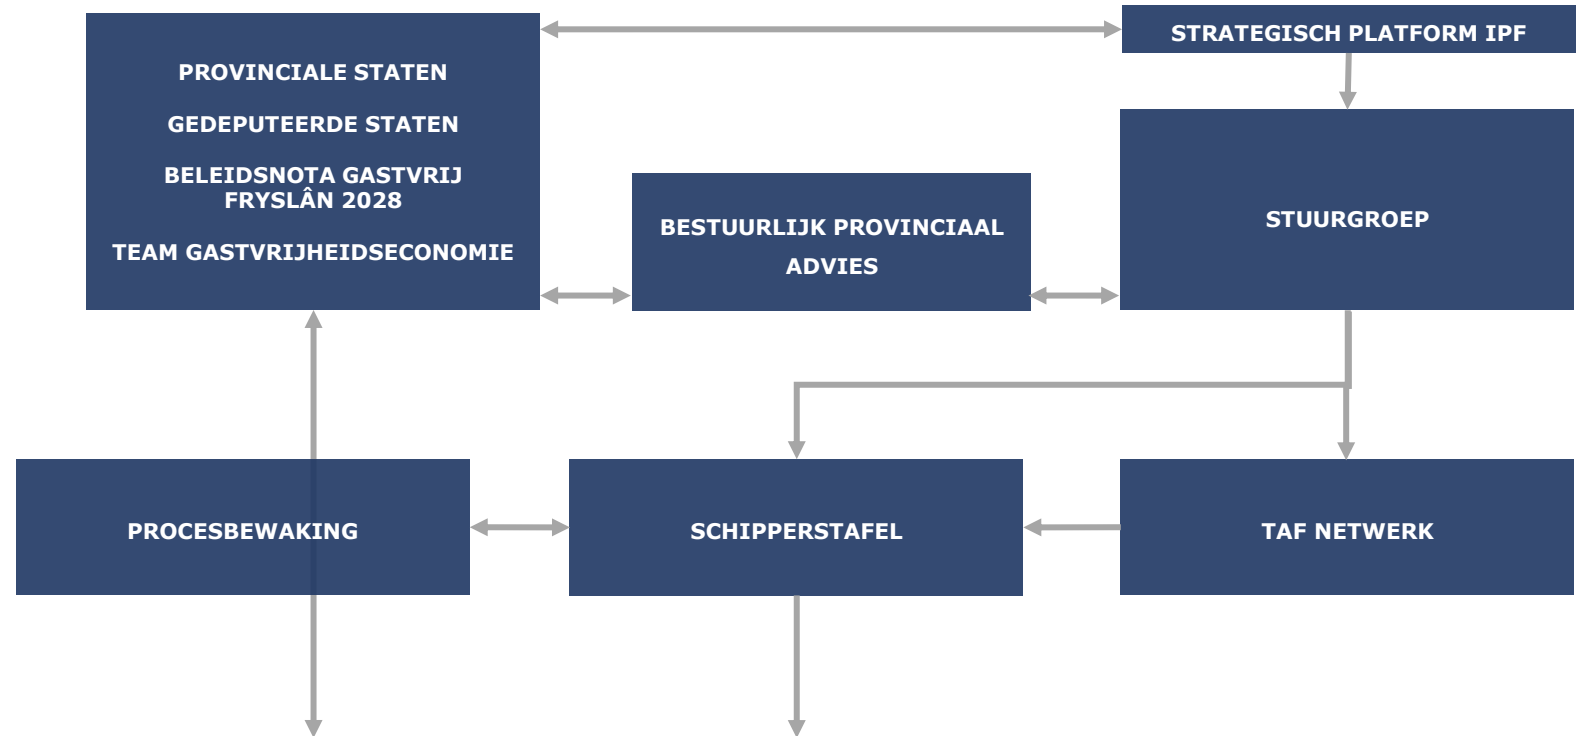 PROVINCIALE STATEN
GEDEPUTEERDE STATEN
BELEIDSNOTA GASTVRIJ
FRYSLÂN 2028
TEAM GASTVRIJHEIDSECONOMIE
STRATEGISCH PLATFORM IPF
BESTUURLIJK PROVINCIAAL
ADVIES
STUURGROEP
PROCESBEWAKING
SCHIPPERSTAFEL
TAF NETWERK